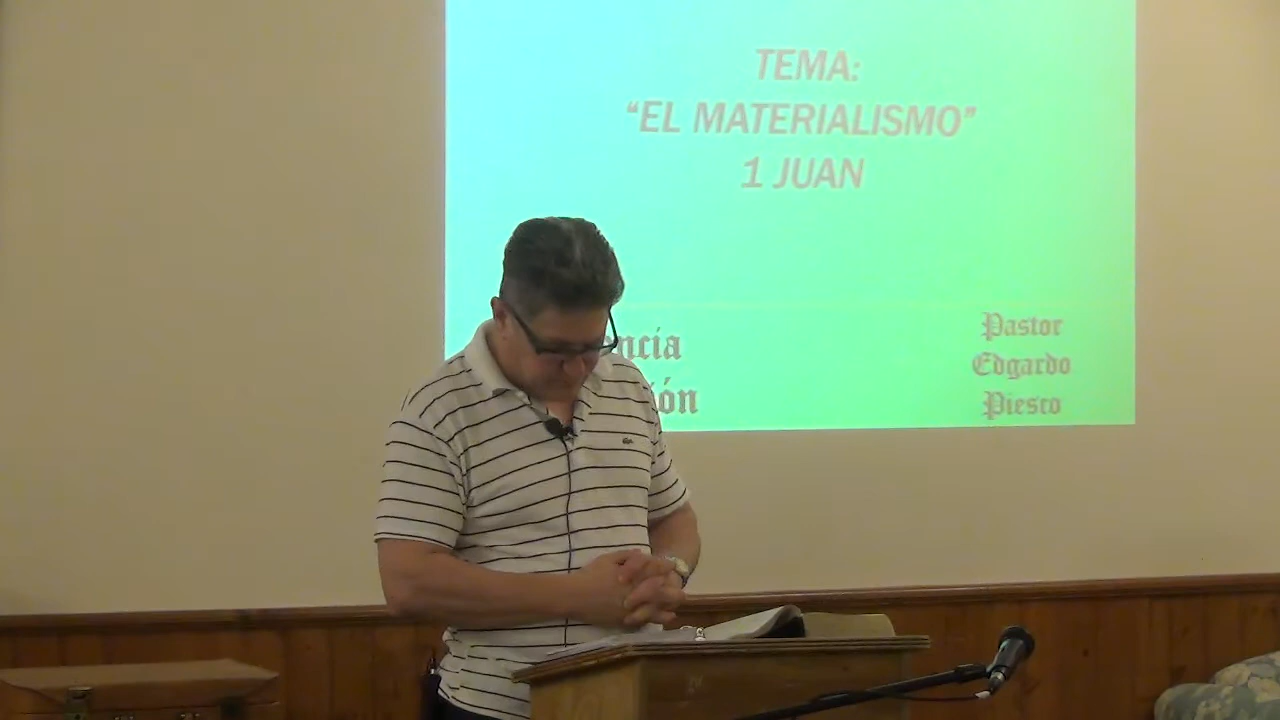 TEMA:
“EL MATERIALISMO”
1 JUAN
Pastor
Edgardo
Piesco